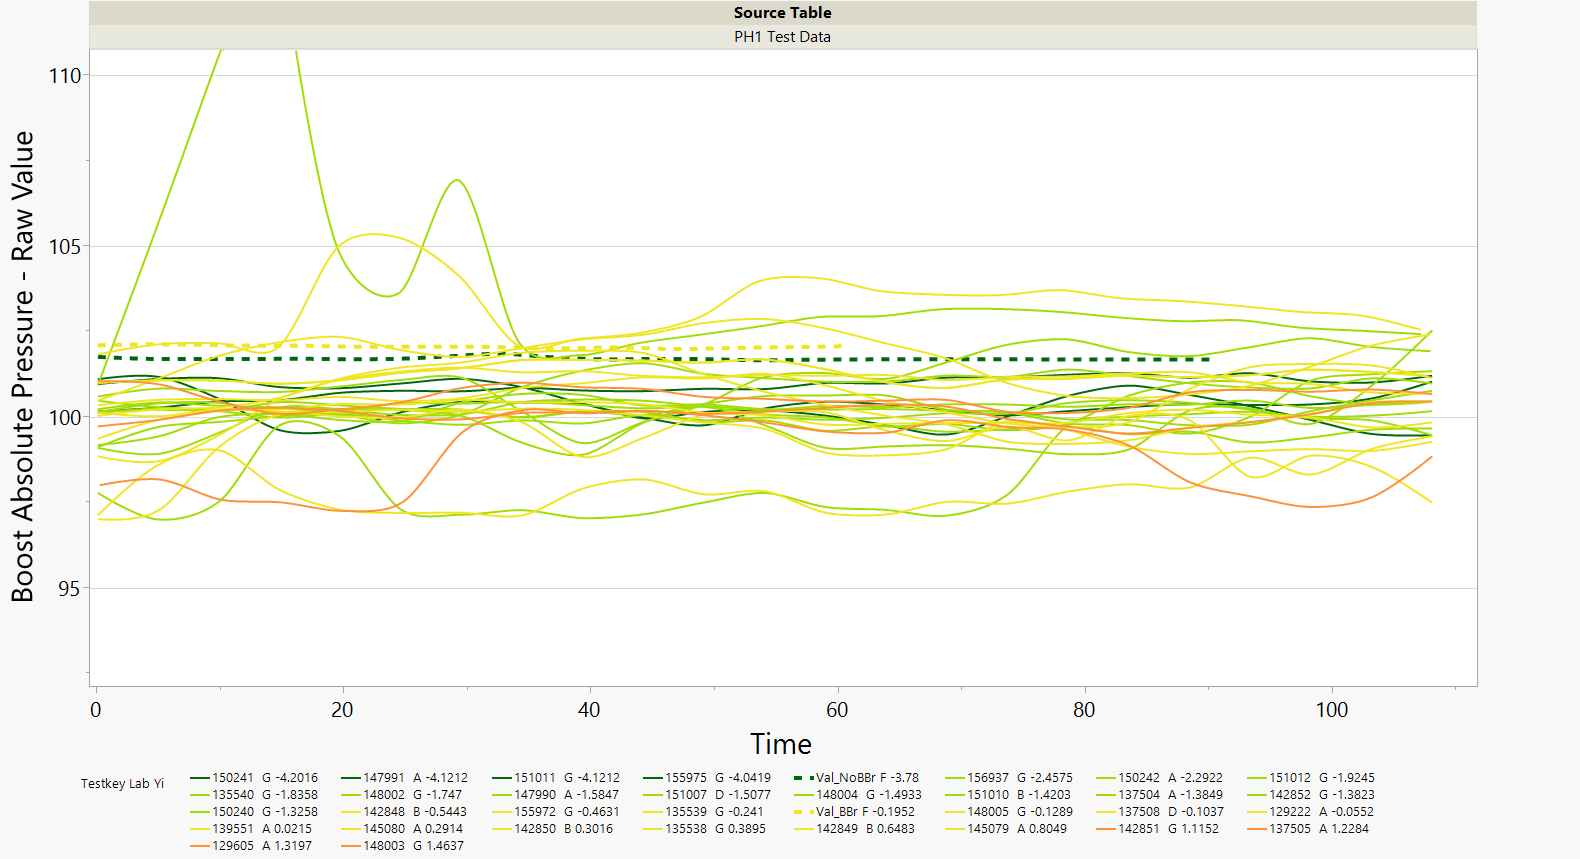 Source Table
PH1 Test Data
Boost Absolute Pressure - Raw Value
110
105
100
95
0 20 40 60 80 100
Time
Testkey Lab Yi
150241 G -4.2016 147991 A -4.1212 151011 G -4.1212 155975 G -4.0419 Val_NoBBr F -3.78 156937 G -2.4575 150242 A -2.2922 151012 G -1.9245
135540 G -1.8358 148002 G -1.747 147990 A -1.5847 151007 D -1.5077 148004 G -1.4933 151010 B -1.4203 137504 A -1.3849 142852 G -1.3823
150240 G -1.3258 142848 B -0.5443 155972 G -0.4631 135539 G -0.241 Val_BBr F -0.1952 148005 G -0.1289 137508 D -0.1037 129222 A -0.0552
139551 A 0.0215 145080 A 0.2914 142850 B 0.3016 135538 G 0.3895 142849 B 0.6483 145079 A 0.8049 142851 G 1.1152 137505 A 1.2284
129605 A 1.3197 148003 G 1.4637